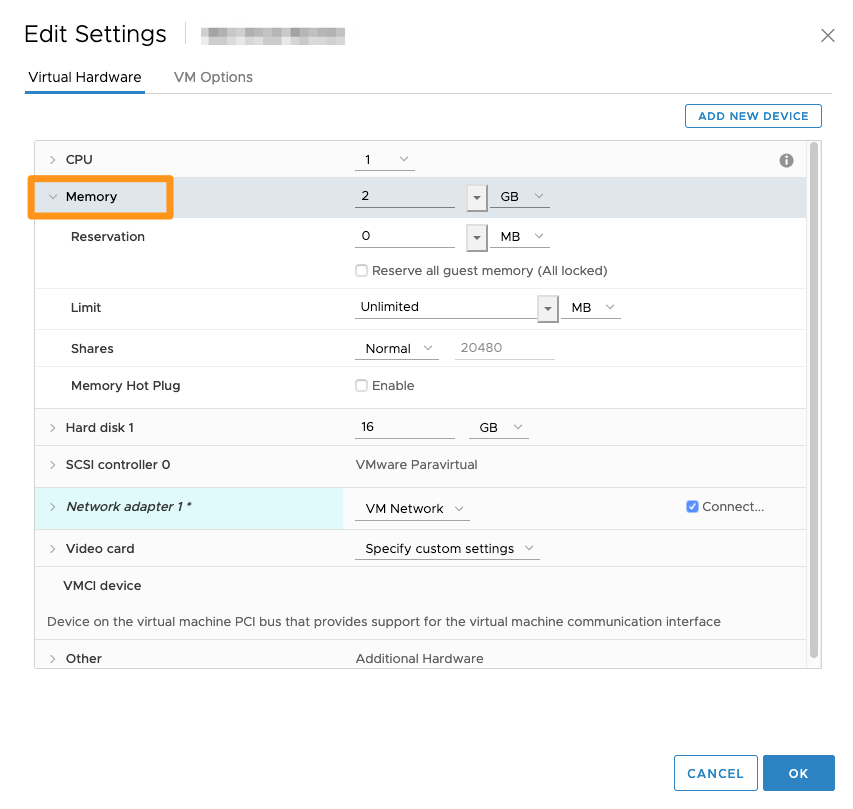 Edit Settings
Virtual Hardware VM Options
ADD NEW DEVICE
CPU 1
Memory 2 GB
Reservation 0 MB
Reserve all guest memory (All locked)
Limit Unlimited MB
Shares Normal 20480
Memory Hot Plug Enable
Hard disk 1 16 GB
SCSI controller 0 VMware Paravirtual
Network adapter 1 * VM Network Connect...
Video card Specify custom settings
VMCI device
Device on the virtual machine PCI bus that provides support for the virtual machine communication interface
Other Additional Hardware
CANCEL OK